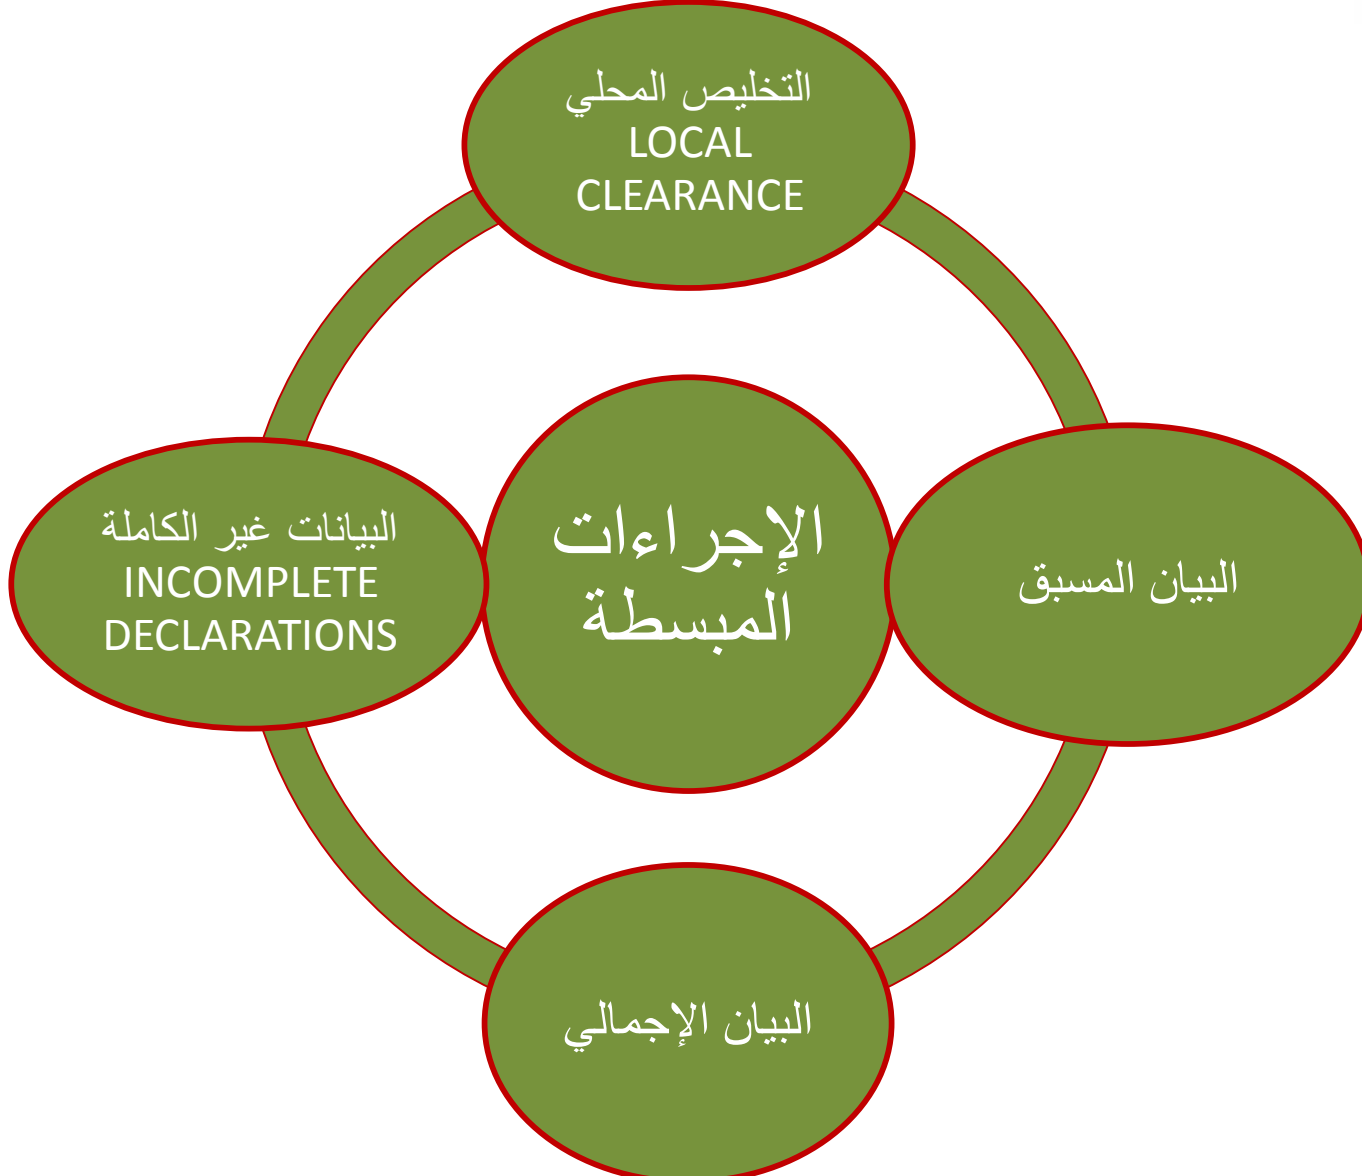 التخليص المحلي
LOCAL
CLEARANCE
البيانات غير الكاملة
INCOMPLETE
DECLARATIONS
الإجراءات
المبسطة
البيان المسبق
البيان الإجمالي